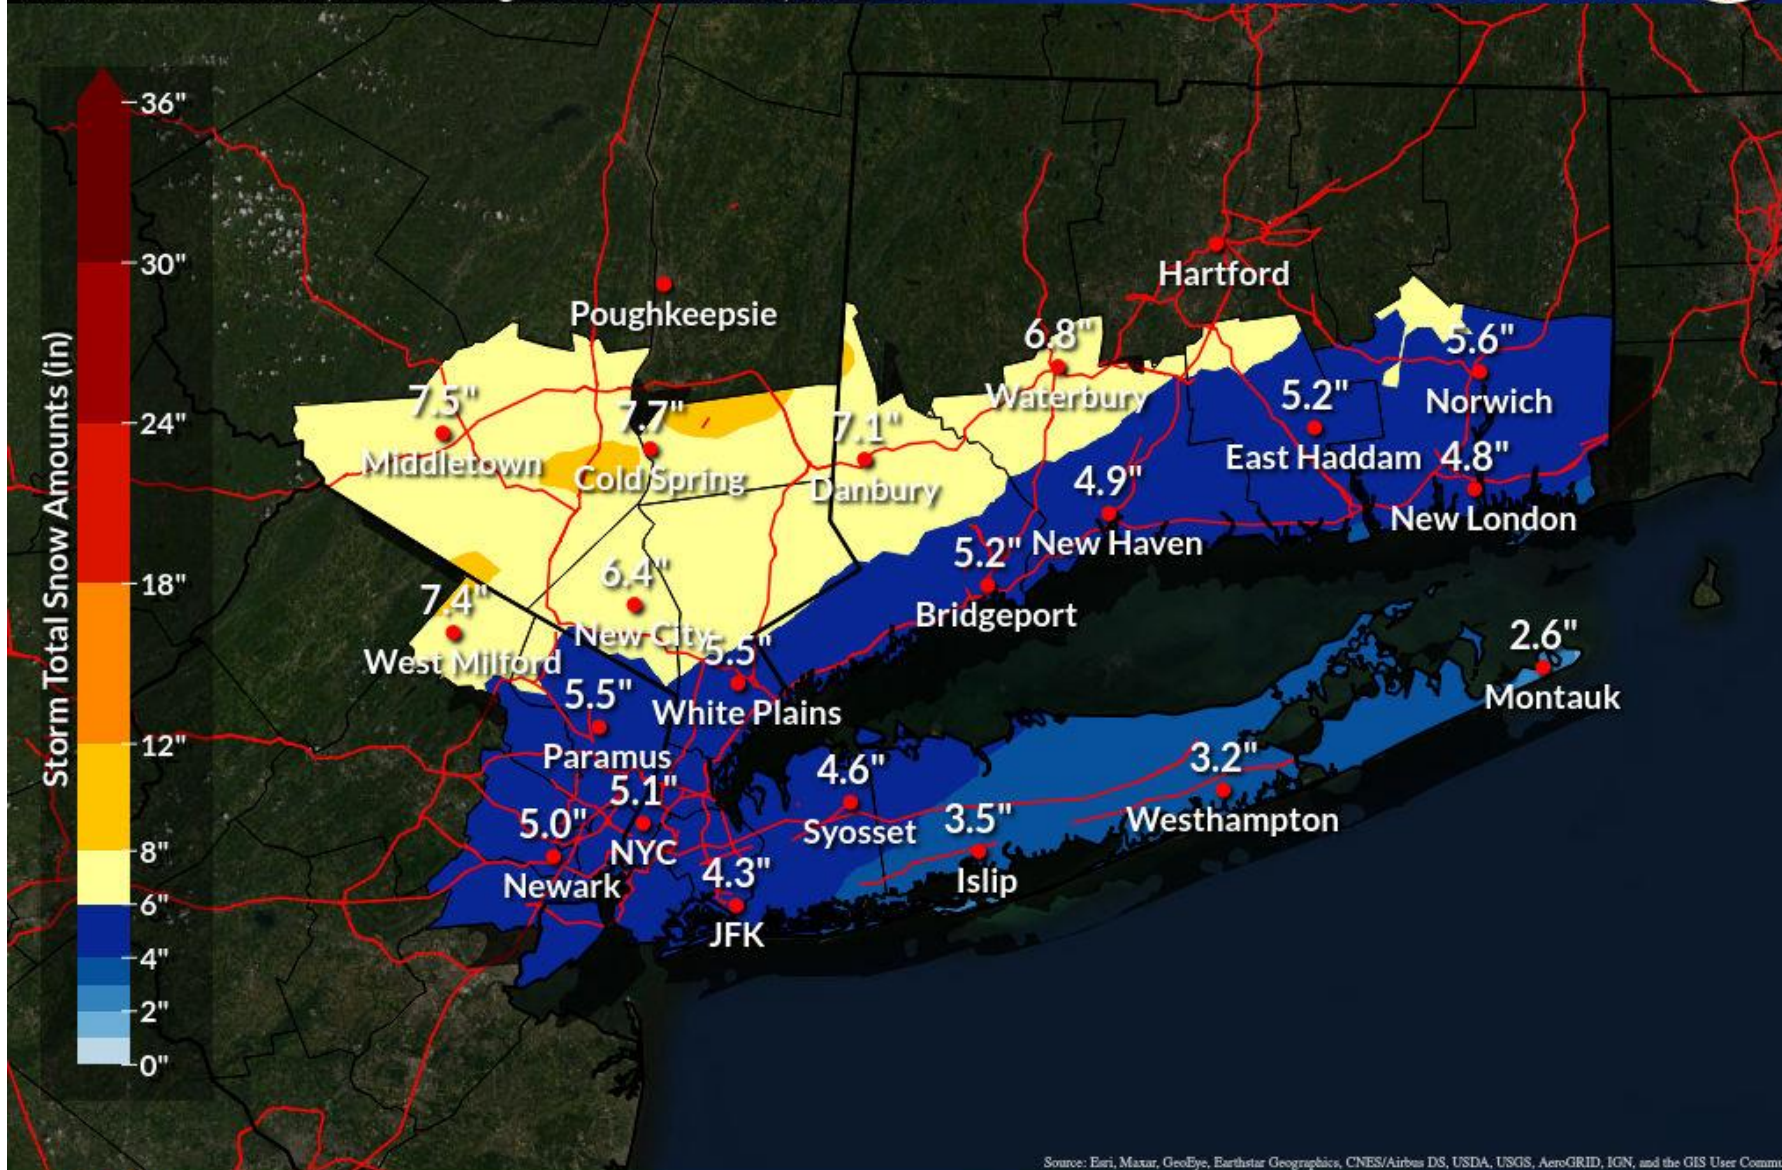 Storm Total Snow Amounts (in)
36"
30"
24"
18"
12"
8"
6"
4"
2"
0"
Poughkeepsie
Hartford
7.5"
Middletown
7.7"
Cold Spring
7.1"
Danbury
6.8"
Waterbury
5.6"
Norwich
5.2"
East Haddam
4.8"
New London
4.9"
New Haven
5.2"
Bridgeport
7.4"
West Milford
6.4"
New City
5.5"
White Plains
5.5"
Paramus
5.1"
NYC
5.0"
Newark
4.3"
JFK
4.6"
Syosset
3.5"
Islip
3.2"
Westhampton
2.6"
Montauk
Source: Esri, Maxar, GeoEye, Earthstar Geographics, CNES/Airbus DS, USDA, USGS, AeroGRID, IGN, and the GIS User Comm